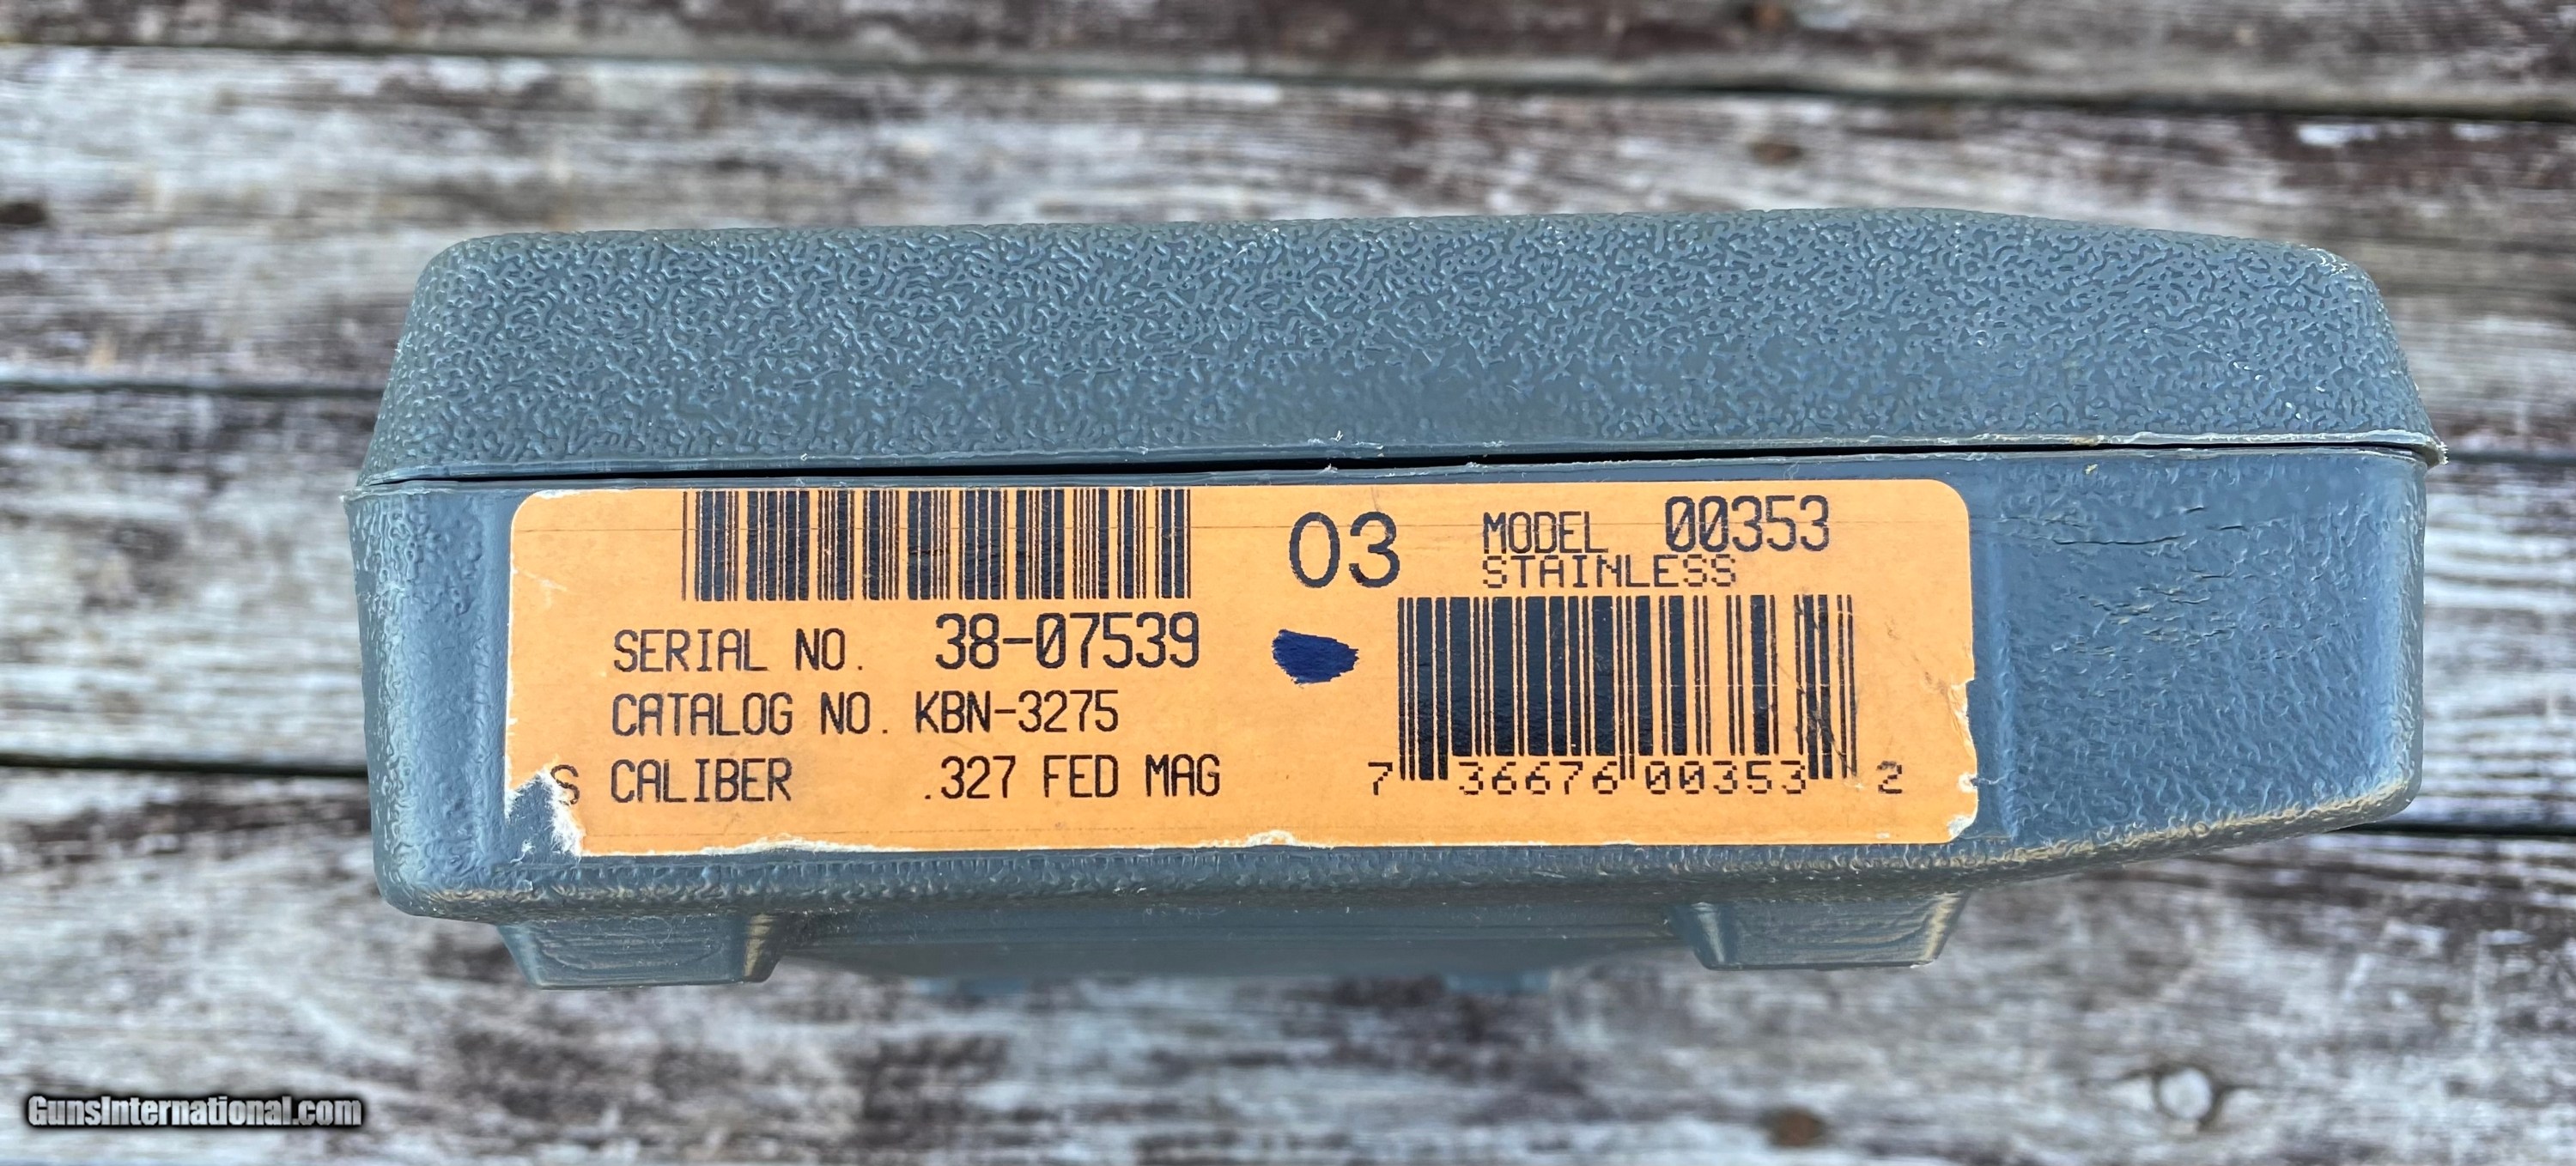 03
MODEL 00353
STAINLESS
SERIAL NO. 38-07539
CATALOG NO. KBN-3275
S CALIBER .327 FED MAG
7 36676 00353 2
GunsInternational.com